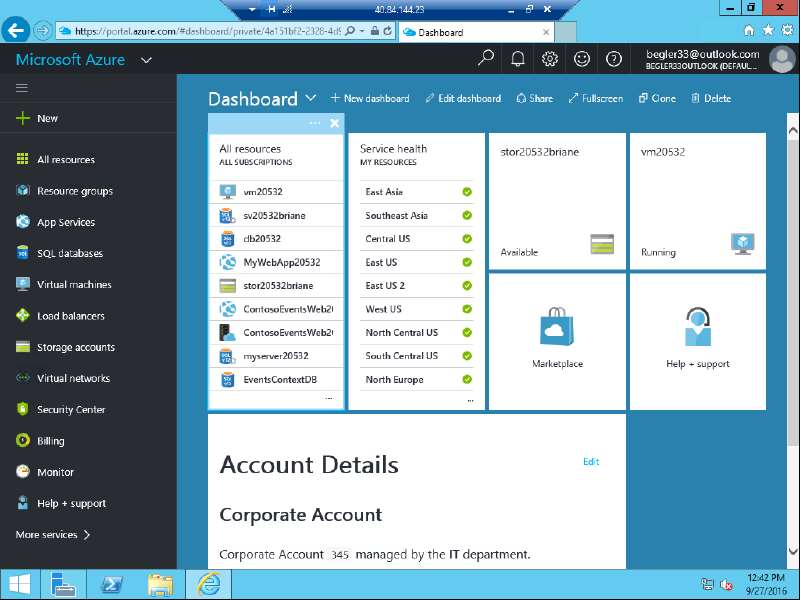 40.84.144.23
https://portal.azure.com/#dashboard/private/4a151bf2-2328-4d9
Dashboard
Microsoft Azure
begler33@outlook.com
BEGLER33OUTLOOK (DEFAUL...
Dashboard
New dashboard
Edit dashboard
Share
Fullscreen
Clone
Delete
New
All resources
Resource groups
App Services
SQL databases
Virtual machines
Load balancers
Storage accounts
Virtual networks
Security Center
Billing
Monitor
Help + support
More services
All resources
ALL SUBSCRIPTIONS
vm20532
sv20532briane
db20532
MyWebApp20532
stor20532briane
ContosoEventsWeb20
ContosoEventsWeb20
myserver20532
EventsContextDB
...
Service health
MY RESOURCES
East Asia
Southeast Asia
Central US
East US
East US 2
West US
North Central US
South Central US
North Europe
...
stor20532briane
Available
vm20532
Running
Marketplace
Help + support
Account Details
Edit
Corporate Account
Corporate Account 345 managed by the IT department.
12:42 PM
9/27/2016